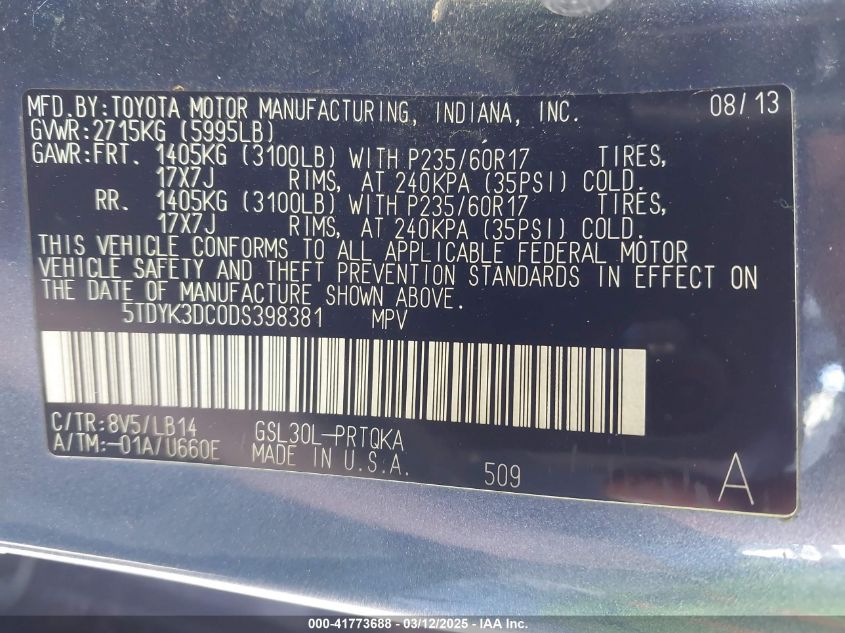 MFD.BY:TOYOTA MOTOR MANUFACTURING, INDIANA, INC. 08/13
GVWR:2715KG (5995LB)
GAWR:FRT. 1405KG (3100LB) WITH P235/60R17 TIRES,
17X7J RIMS, AT 240KPA (35PSI) COLD.
RR. 1405KG (3100LB) WITH P235/60R17 TIRES,
17X7J RIMS, AT 240KPA (35PSI) COLD.
THIS VEHICLE CONFORMS TO ALL APPLICABLE FEDERAL MOTOR
VEHICLE SAFETY AND THEFT PREVENTION STANDARDS IN EFFECT ON
THE DATE OF MANUFACTURE SHOWN ABOVE.
5TDYK3DC0DS398381 MPV
C/TR:8V5/LB14 GSL30L-PRTQKA
A/TM:-01A/U660E MADE IN U.S.A. 509 A
000-41773688 - 03/12/2025 - IAA Inc.